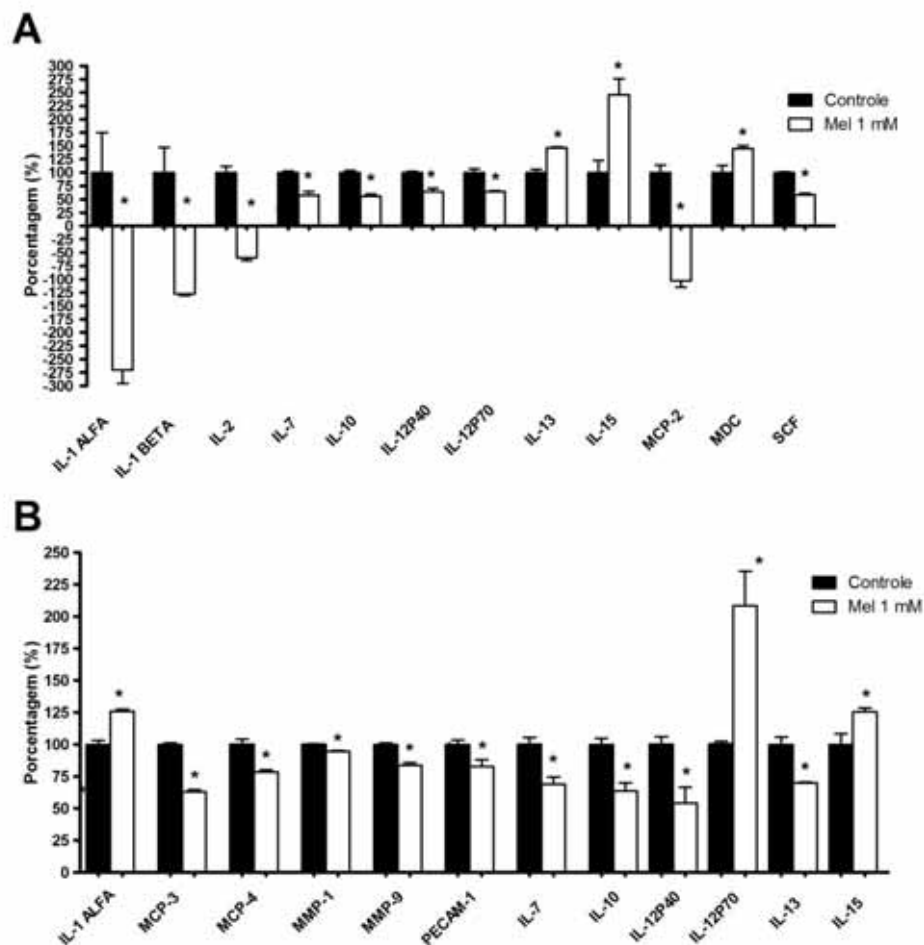 A
Porcentagem (%)
300
275
250
225
200
175
150
125
100
75
50
25
0
-25
-50
-75
-100
-125
-150
-175
-200
-225
-250
-275
-300
* * * * * * * * * * * *
Controle
Mel 1 mM
IL-1 ALFA
IL-1 BETA
IL-2
IL-7
IL-10
IL-12P40
IL-12P70
IL-13
IL-15
MCP-2
MDC
SCF
B
Porcentagem (%)
250
225
200
175
150
125
100
75
50
25
0
* * * * * * * * * * * *
Controle
Mel 1 mM
IL-1 ALFA
MCP-3
MCP-4
MMP-1
MMP-9
PECAM-1
IL-7
IL-10
IL-12P40
IL-12P70
IL-13
IL-15